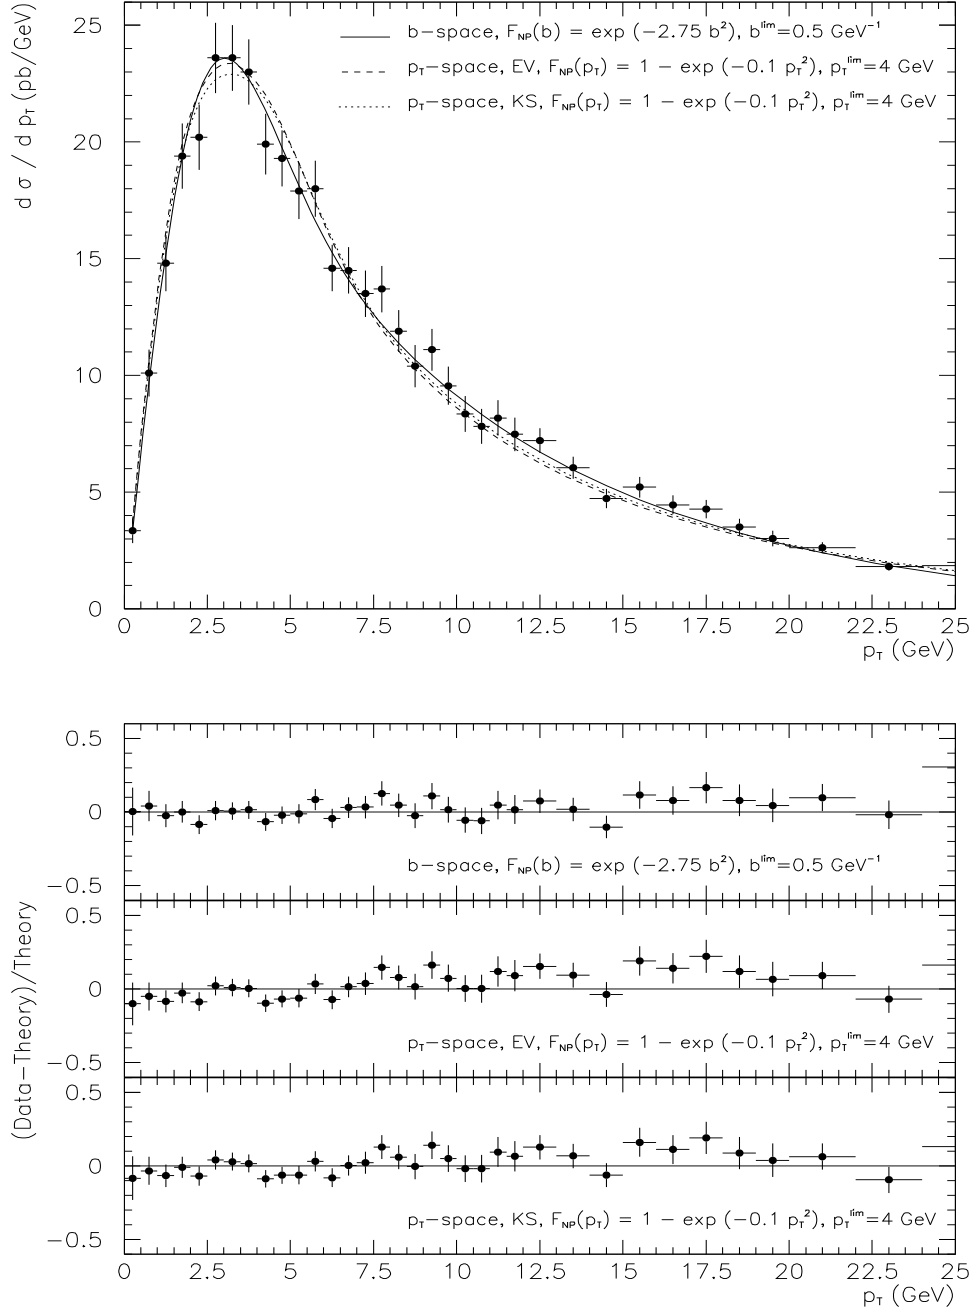 d σ / d p_T (pb/GeV)
25
20
15
10
5
0
b−space, F_NP(b) = exp (−2.75 b²), b^lim=0.5 GeV⁻¹
p_T−space, EV, F_NP(p_T) = 1 − exp (−0.1 p_T²), p_T^lim=4 GeV
p_T−space, KS, F_NP(p_T) = 1 − exp (−0.1 p_T²), p_T^lim=4 GeV
0 2.5 5 7.5 10 12.5 15 17.5 20 22.5 25
p_T (GeV)
(Data−Theory)/Theory
0.5
0
−0.5
b−space, F_NP(b) = exp (−2.75 b²), b^lim=0.5 GeV⁻¹
0.5
0
−0.5
p_T−space, EV, F_NP(p_T) = 1 − exp (−0.1 p_T²), p_T^lim=4 GeV
0.5
0
−0.5
p_T−space, KS, F_NP(p_T) = 1 − exp (−0.1 p_T²), p_T^lim=4 GeV
0 2.5 5 7.5 10 12.5 15 17.5 20 22.5 25
p_T (GeV)